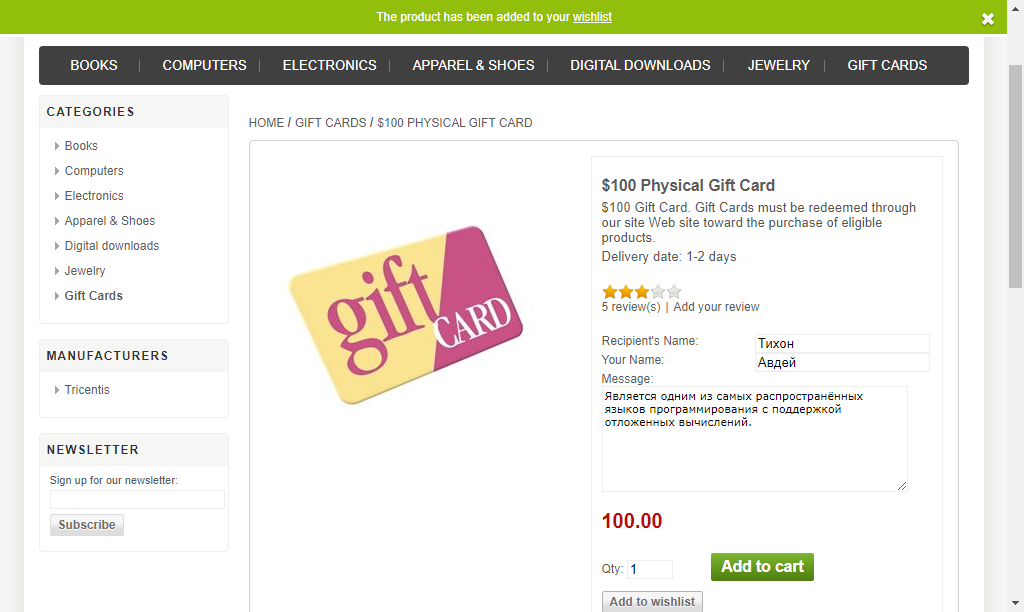 The product has been added to your wishlist
BOOKS
COMPUTERS
ELECTRONICS
APPAREL & SHOES
DIGITAL DOWNLOADS
JEWELRY
GIFT CARDS
CATEGORIES
Books
Computers
Electronics
Apparel & Shoes
Digital downloads
Jewelry
Gift Cards
MANUFACTURERS
Tricentis
NEWSLETTER
Sign up for our newsletter:
Subscribe
HOME / GIFT CARDS / $100 PHYSICAL GIFT CARD
gift
CARD
$100 Physical Gift Card
$100 Gift Card. Gift Cards must be redeemed through
our site Web site toward the purchase of eligible
products.
Delivery date: 1-2 days
5 review(s) | Add your review
Recipient's Name: Тихон
Your Name: Авдей
Message:
Является одним из самых распространённых
языков программирования с поддержкой
отложенных вычислений.
100.00
Qty: 1
Add to cart
Add to wishlist